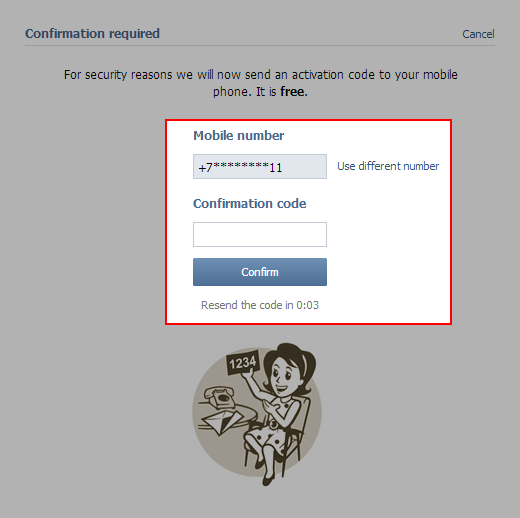 Confirmation required
Cancel
For security reasons we will now send an activation code to your mobile
phone. It is free.
Mobile number
+7********11
Use different number
Confirmation code
Confirm
Resend the code in 0:03
1234